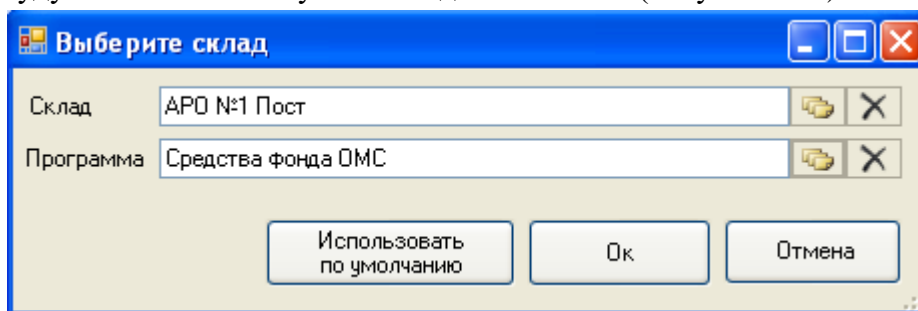 Выберите склад
Склад АРО №1 Пост
Программа Средства фонда ОМС
Использовать
по умолчанию
Ок
Отмена